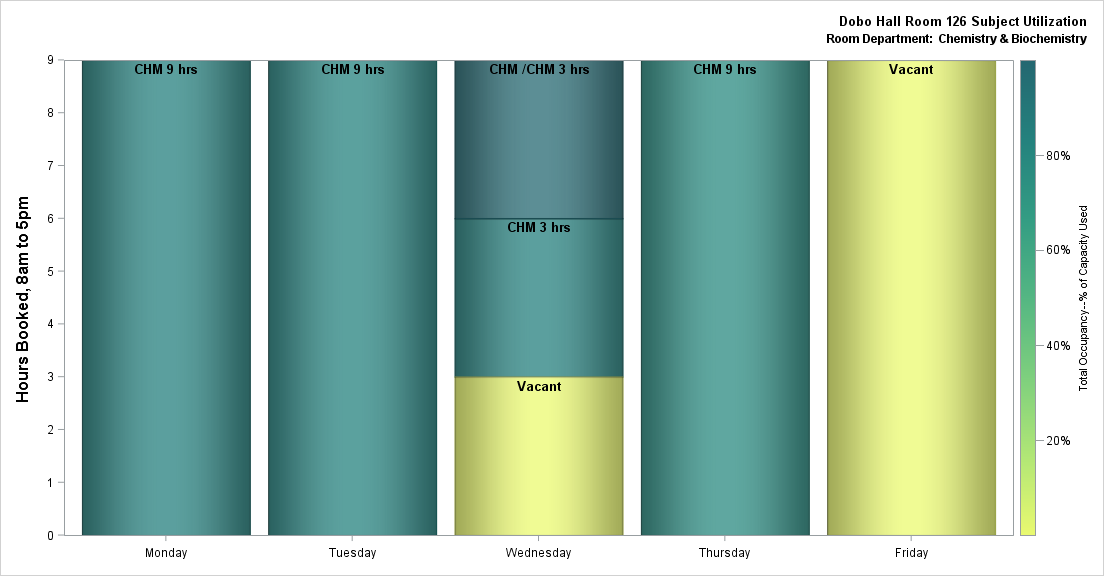 Dobo Hall Room 126 Subject Utilization
Room Department: Chemistry & Biochemistry
Hours Booked, 8am to 5pm
9
8
7
6
5
4
3
2
1
0
CHM 9 hrs
CHM 9 hrs
CHM /CHM 3 hrs
CHM 3 hrs
Vacant
CHM 9 hrs
Vacant
Monday
Tuesday
Wednesday
Thursday
Friday
80%
60%
40%
20%
Total Occupancy--% of Capacity Used